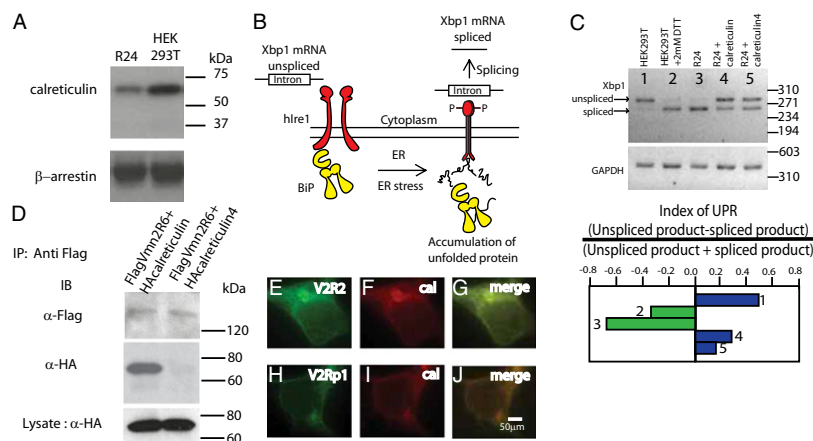 A
R24
HEK
293T
kDa
calreticulin
75
50
37
β-arrestin
B
Xbp1 mRNA
unspliced
Intron
hIre1
BiP
Cytoplasm
ER
ER stress
Xbp1 mRNA
spliced
Splicing
Intron
P
P
Accumulation of
unfolded protein
C
HEK293T
HEK293T
+2mM DTT
R24
R24 +
calreticulin
R24 +
calreticulin4
Xbp1
1 2 3 4 5
unspliced
spliced
310
271
234
194
GAPDH
603
310
Index of UPR
(Unspliced product-spliced product)
(Unspliced product + spliced product)
-0.8 -0.6 -0.4 -0.2 0 0.2 0.4 0.6 0.8
1
2
3
4
5
D
IP: Anti Flag
FlagVmn2R6+
HAcalreticulin
FlagVmn2R6+
HAcalreticulin4
IB
kDa
α-Flag
120
α-HA
80
60
Lysate : α-HA
80
60
E V2R2
F cal
G merge
H V2Rp1
I cal
J merge
50μm